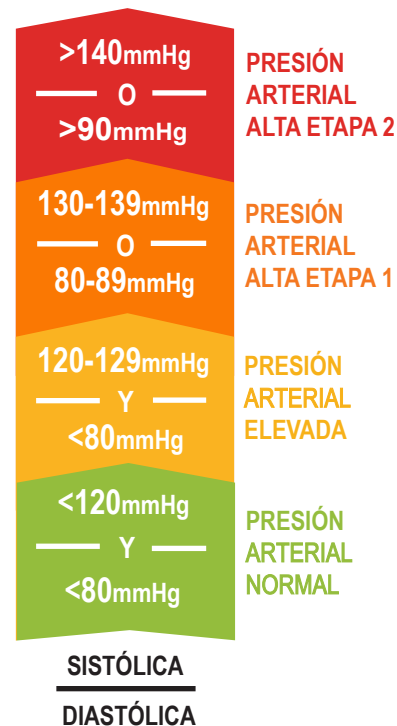 >140mmHg
O
>90mmHg
PRESIÓN
ARTERIAL
ALTA ETAPA 2
130-139mmHg
O
80-89mmHg
PRESIÓN
ARTERIAL
ALTA ETAPA 1
120-129mmHg
Y
<80mmHg
PRESIÓN
ARTERIAL
ELEVADA
<120mmHg
Y
<80mmHg
PRESIÓN
ARTERIAL
NORMAL
SISTÓLICA
DIASTÓLICA